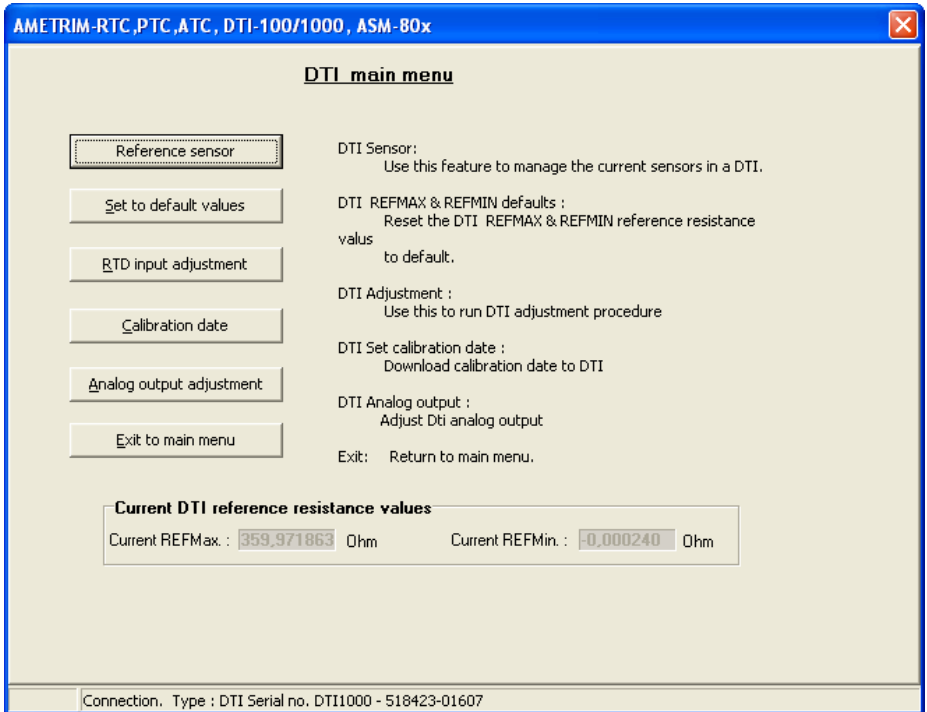 AMETRIM-RTC,PTC,ATC, DTI-100/1000, ASM-80x
DTI main menu
Reference sensor
Set to default values
RTD input adjustment
Calibration date
Analog output adjustment
Exit to main menu
DTI Sensor:
Use this feature to manage the current sensors in a DTI.
DTI REFMAX & REFMIN defaults :
Reset the DTI REFMAX & REFMIN reference resistance
valus
to default.
DTI Adjustment :
Use this to run DTI adjustment procedure
DTI Set calibration date :
Download calibration date to DTI
DTI Analog output :
Adjust Dti analog output
Exit: Return to main menu.
Current DTI reference resistance values
Current REFMax. : 359,971863 Ohm Current REFMin. : -0,000240 Ohm
Connection. Type : DTI Serial no. DTI1000 - 518423-01607